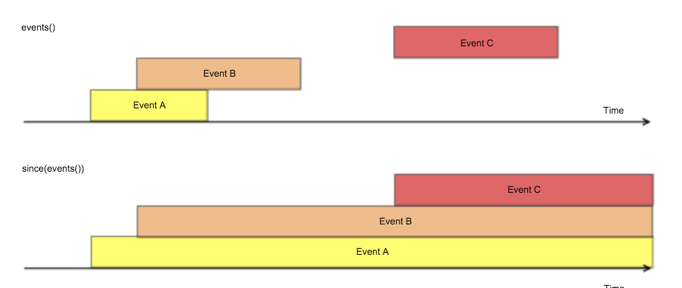 events()
Event C
Event B
Event A
Time
since(events())
Event C
Event B
Event A
Time